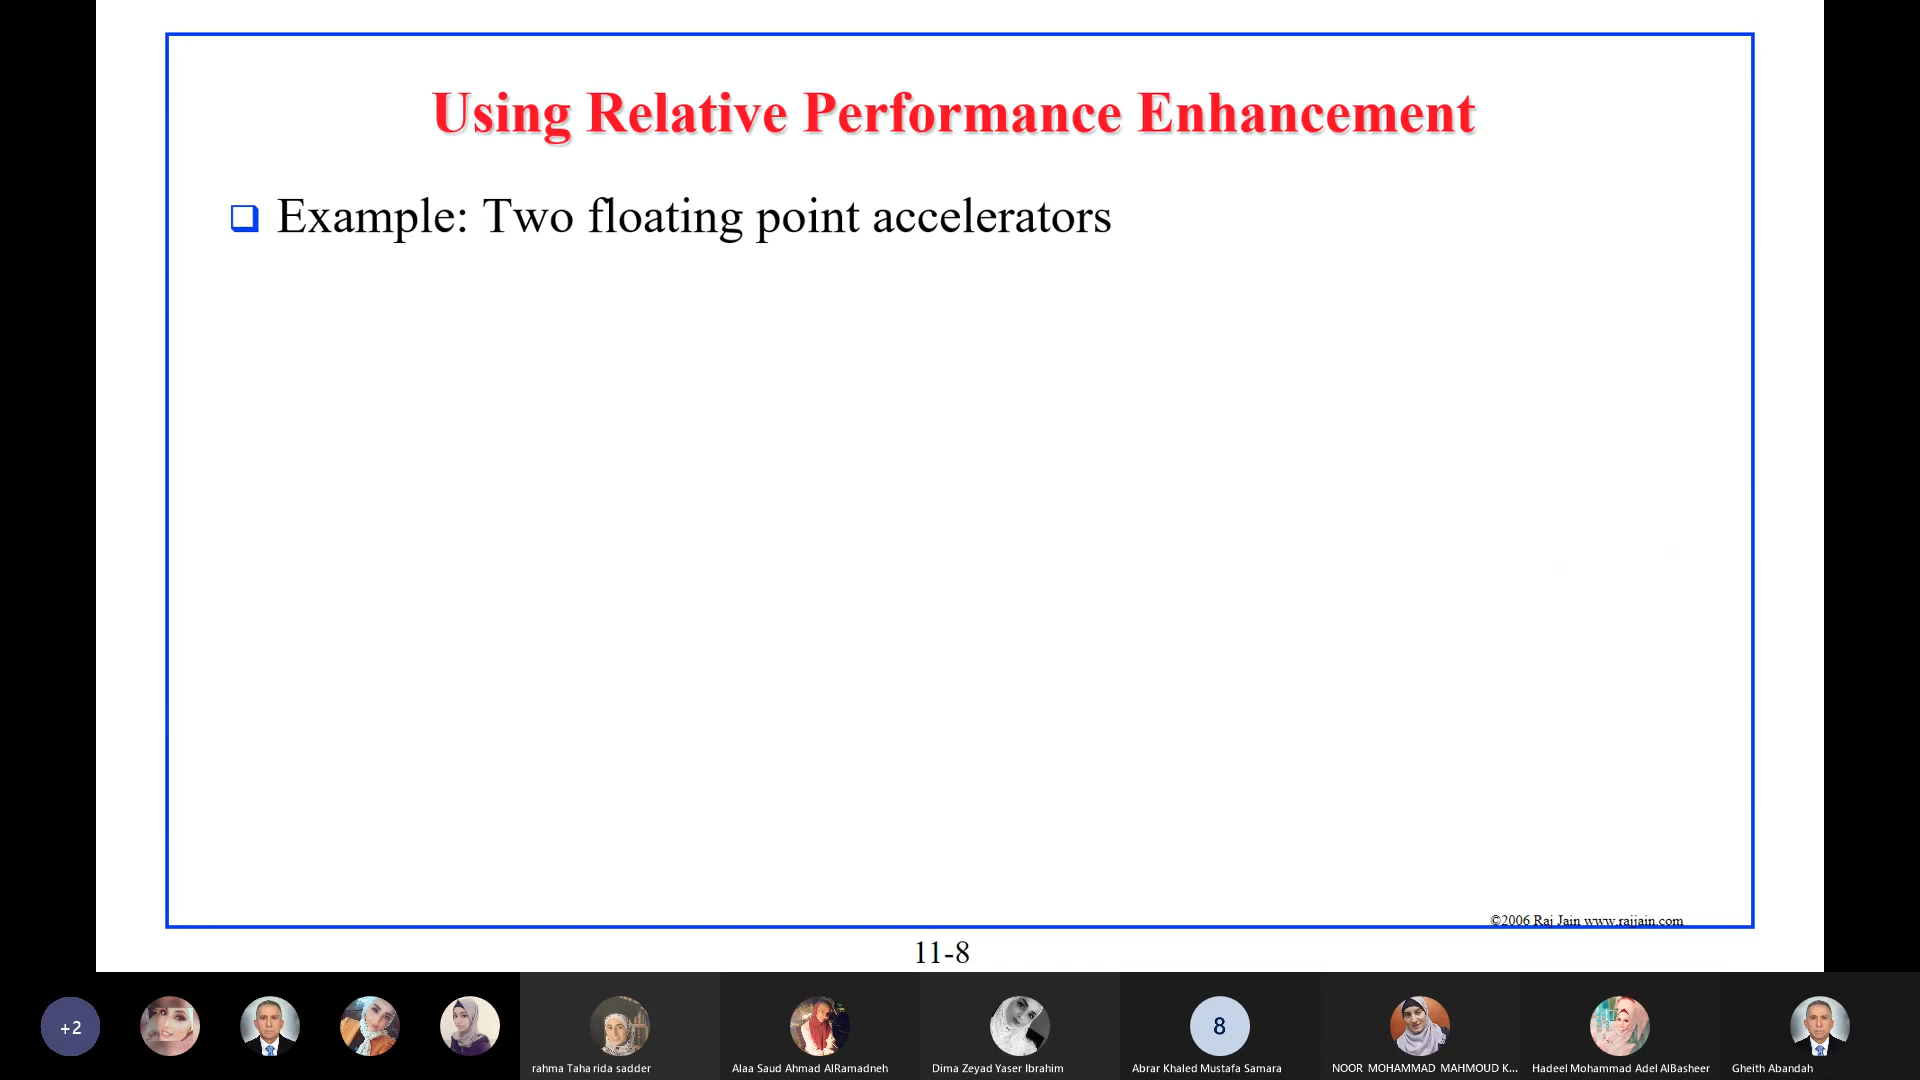 Using Relative Performance Enhancement
Example: Two floating point accelerators
©2006 Raj Jain www.rajjain.com
11-8
+2
8
rahma Taha rida sadder
Alaa Saud Ahmad AlRamadneh
Dima Zeyad Yaser Ibrahim
Abrar Khaled Mustafa Samara
NOOR MOHAMMAD MAHMOUD K...
Hadeel Mohammad Adel AlBasheer
Gheith Abandah